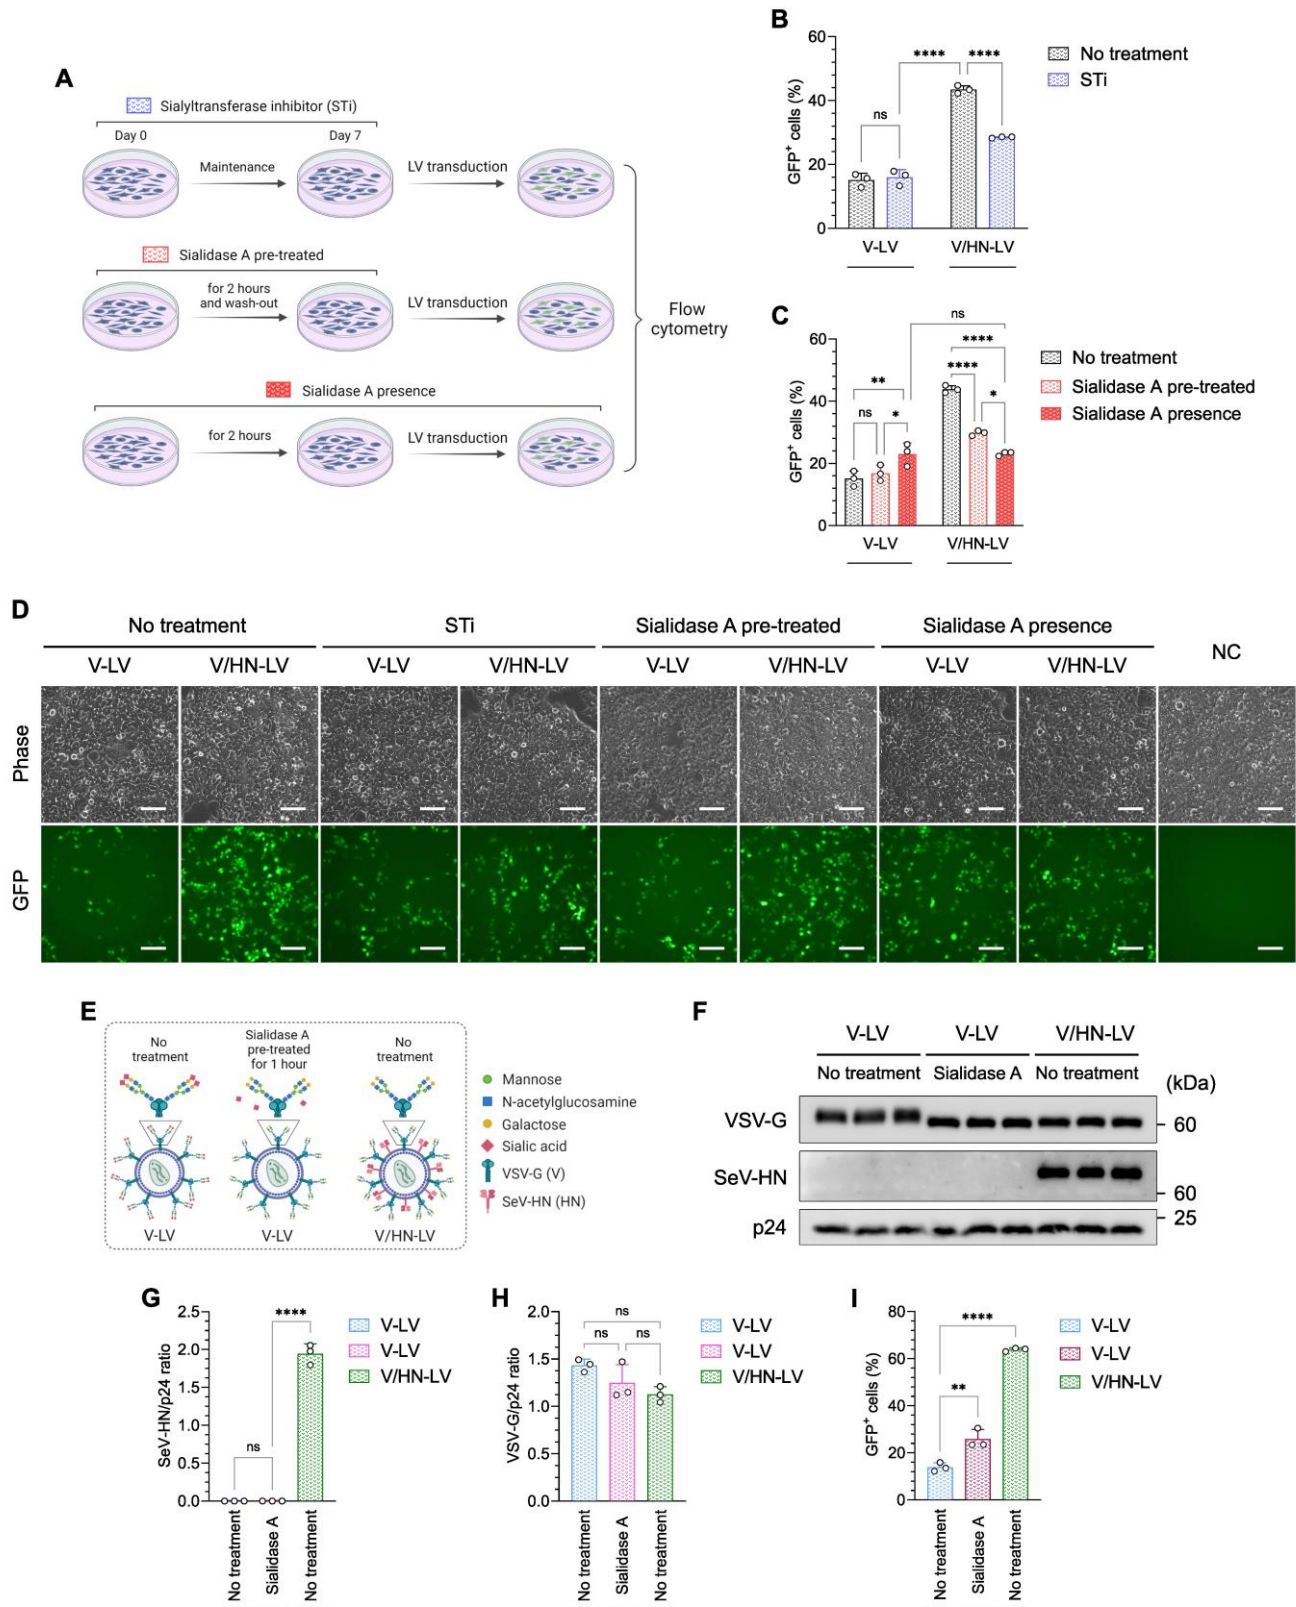 A
Sialyltransferase inhibitor (STi)
Day 0
Day 7
Maintenance
LV transduction
Sialidase A pre-treated
for 2 hours
and wash-out
LV transduction
Sialidase A presence
for 2 hours
LV transduction
Flow
cytometry
B
GFP+ cells (%)
60
40
20
0
ns
****
****
V-LV
V/HN-LV
No treatment
STi
C
GFP+ cells (%)
60
40
20
0
ns
**
ns
*
****
****
*
V-LV
V/HN-LV
No treatment
Sialidase A pre-treated
Sialidase A presence
D
No treatment
STi
Sialidase A pre-treated
Sialidase A presence
NC
V-LV
V/HN-LV
V-LV
V/HN-LV
V-LV
V/HN-LV
V-LV
V/HN-LV
Phase
GFP
E
No
treatment
Sialidase A
pre-treated
for 1 hour
No
treatment
V-LV
V-LV
V/HN-LV
Mannose
N-acetylglucosamine
Galactose
Sialic acid
VSV-G (V)
SeV-HN (HN)
F
V-LV
V-LV
V/HN-LV
No treatment
Sialidase A
No treatment
(kDa)
VSV-G
60
SeV-HN
60
p24
25
G
SeV-HN/p24 ratio
2.5
2.0
1.5
1.0
0.5
0.0
ns
****
No treatment
Sialidase A
No treatment
V-LV
V-LV
V/HN-LV
H
VSV-G/p24 ratio
2.0
1.5
1.0
0.5
0.0
ns
ns
ns
No treatment
Sialidase A
No treatment
V-LV
V-LV
V/HN-LV
I
GFP+ cells (%)
80
60
40
20
0
****
**
No treatment
Sialidase A
No treatment
V-LV
V-LV
V/HN-LV